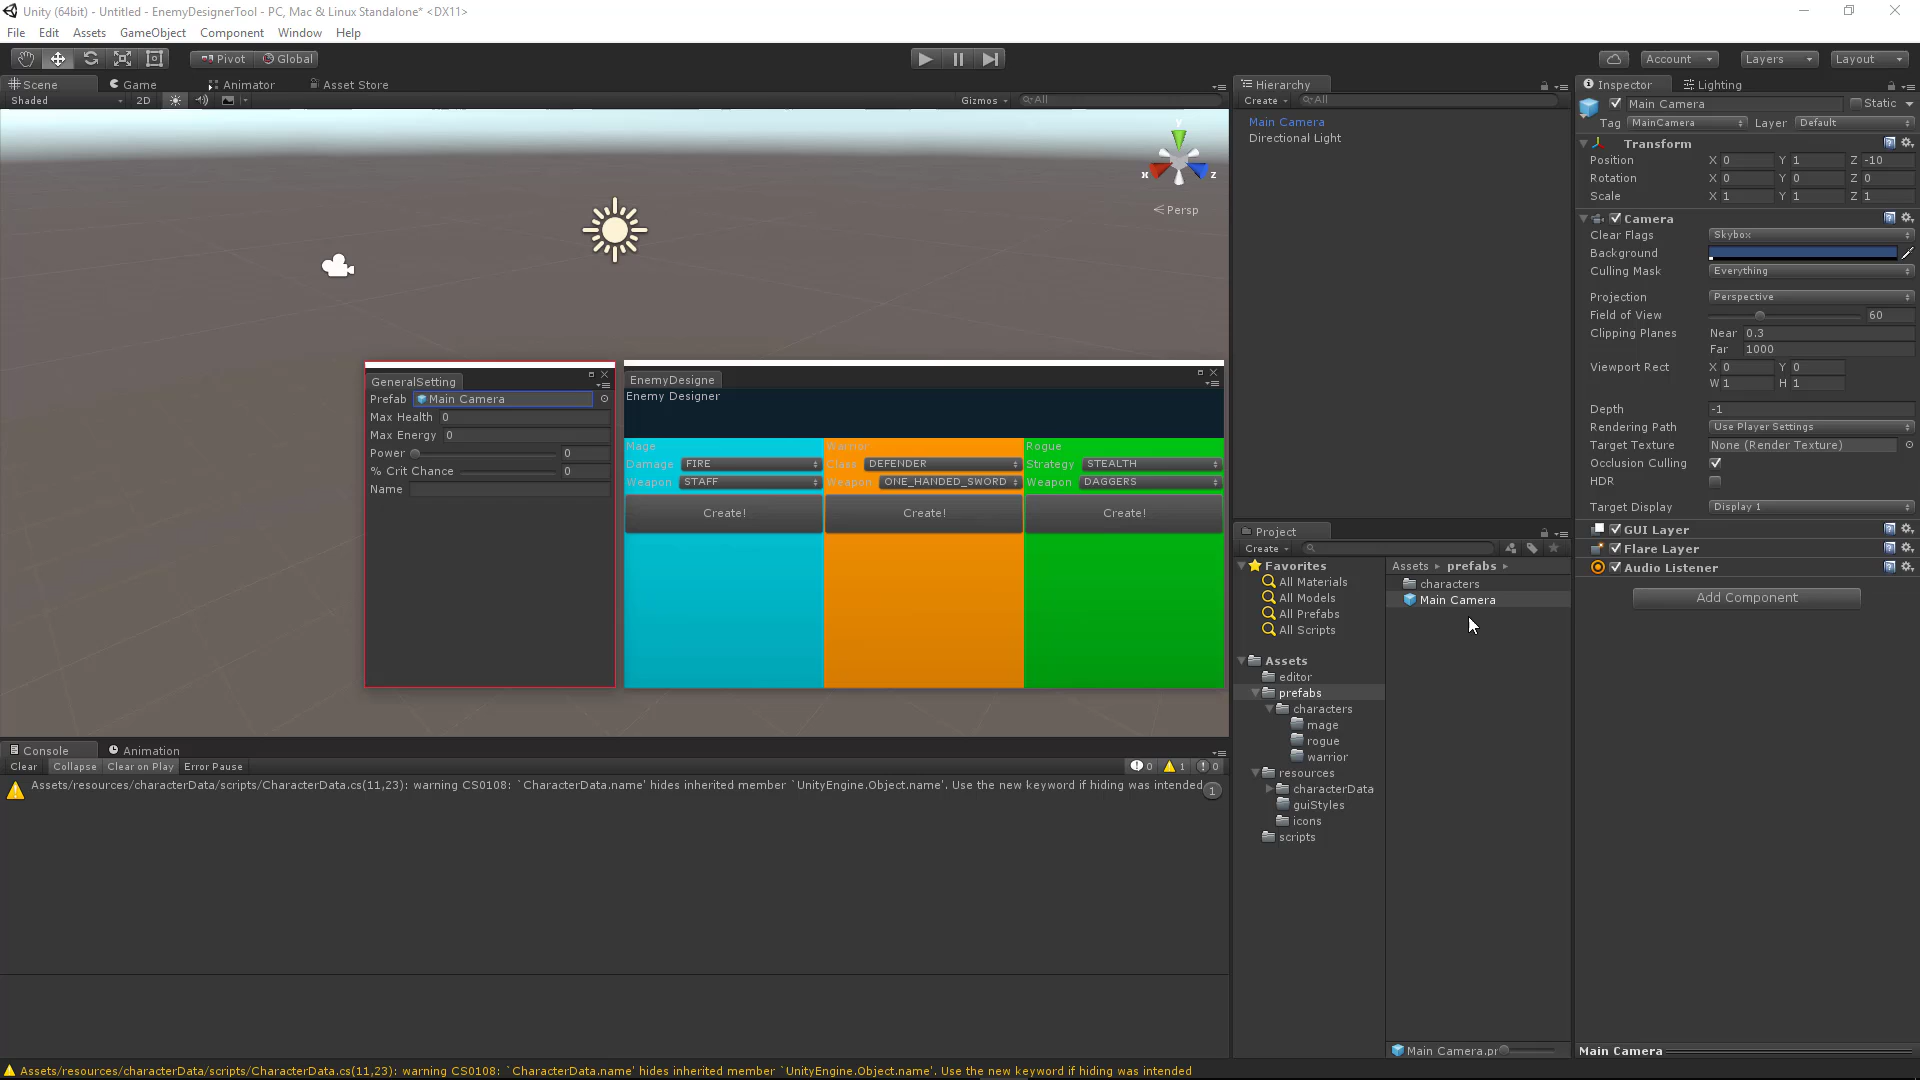 Unity (64bit) - Untitled - EnemyDesignerTool - PC, Mac & Linux Standalone* <DX11>
File Edit Assets GameObject Component Window Help
Pivot Global Account Layers Layout
Scene Game Animator Asset Store
Shaded 2D Gizmos All
GeneralSetting
Prefab Main Camera
Max Health 0
Max Energy 0
Power 0
% Crit Chance 0
Name
EnemyDesigne
Enemy Designer
Mage Warrior Rogue
Damage FIRE Class DEFENDER Strategy STEALTH
Weapon STAFF Weapon ONE_HANDED_SWORD Weapon DAGGERS
Create! Create! Create!
Persp
y
x z
Hierarchy
Create All
Main Camera
Directional Light
Project
Create
Favorites
All Materials
All Models
All Prefabs
All Scripts
Assets
editor
prefabs
characters
mage
rogue
warrior
resources
characterData
guiStyles
icons
scripts
Assets prefabs
characters
Main Camera
Main Camera.pr
Inspector Lighting
Main Camera Static
Tag MainCamera Layer Default
Transform
Position X 0 Y 1 Z -10
Rotation X 0 Y 0 Z 0
Scale X 1 Y 1 Z 1
Camera
Clear Flags Skybox
Background
Culling Mask Everything
Projection Perspective
Field of View 60
Clipping Planes Near 0.3
Far 1000
Viewport Rect X 0 Y 0
W 1 H 1
Depth -1
Rendering Path Use Player Settings
Target Texture None (Render Texture)
Occlusion Culling
HDR
Target Display Display 1
GUI Layer
Flare Layer
Audio Listener
Add Component
Main Camera
Console Animation
Clear Collapse Clear on Play Error Pause 0 1 0
Assets/resources/characterData/scripts/CharacterData.cs(11,23): warning CS0108: `CharacterData.name' hides inherited member `UnityEngine.Object.name'. Use the new keyword if hiding was intended 1
Assets/resources/characterData/scripts/CharacterData.cs(11,23): warning CS0108: `CharacterData.name' hides inherited member `UnityEngine.Object.name'. Use the new keyword if hiding was intended